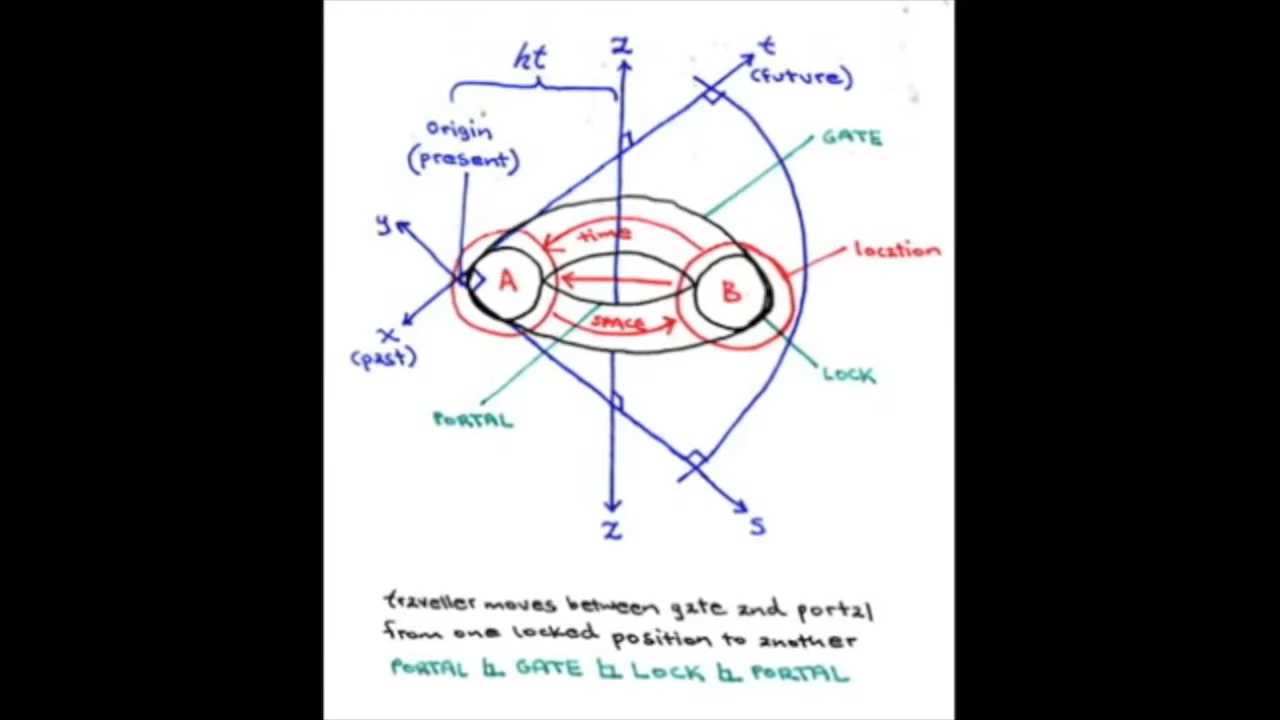 ht
z
t
(future)
origin
(present)
GATE
y
time
location
A
B
x
(past)
SPACE
LOCK
PORTAL
z
s
traveller moves between gate and portal
from one locked position to another
PORTAL GATE LOCK PORTAL